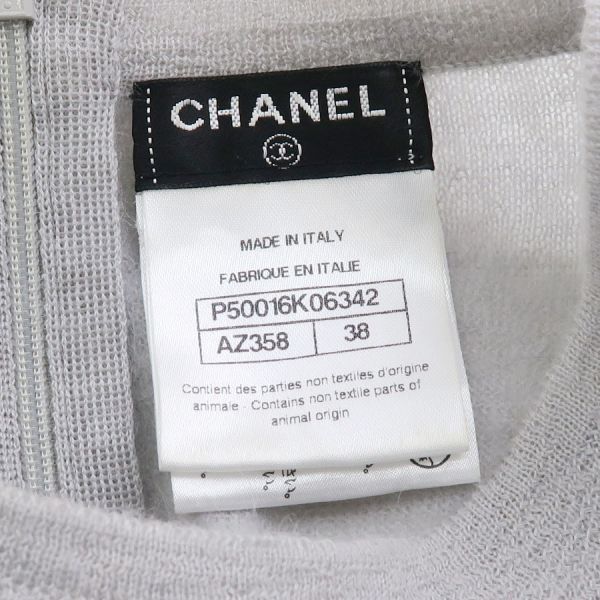 CHANEL
MADE IN ITALY
FABRIQUE EN ITALIE
P50016K06342
AZ358 38
Contient des parties non textiles d'origine
animale - Contains non textile parts of
animal origin